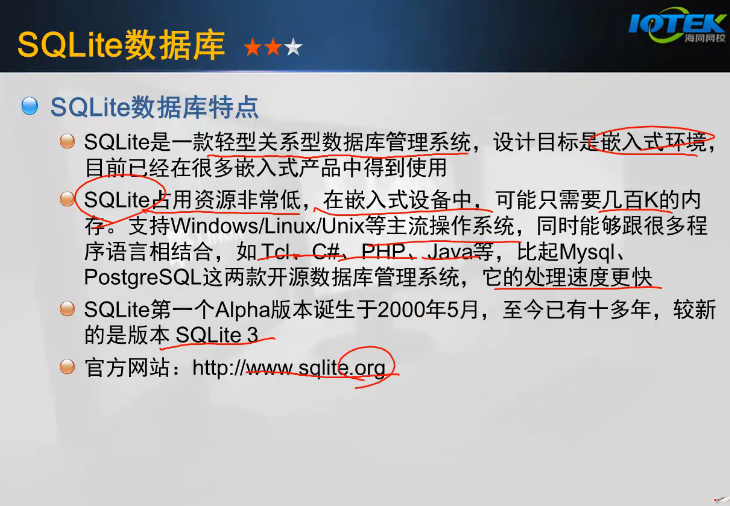 SQLite数据库
IOTEK
海同网校
SQLite数据库特点
SQLite是一款轻型关系型数据库管理系统，设计目标是嵌入式环境，
目前已经在很多嵌入式产品中得到使用
SQLite占用资源非常低，在嵌入式设备中，可能只需要几百K的内
存。支持Windows/Linux/Unix等主流操作系统，同时能够跟很多程
序语言相结合，如Tcl、C#、PHP、Java等，比起Mysql、
PostgreSQL这两款开源数据库管理系统，它的处理速度更快
SQLite第一个Alpha版本诞生于2000年5月，至今已有十多年，较新
的是版本 SQLite 3
官方网站：http://www.sqlite.org